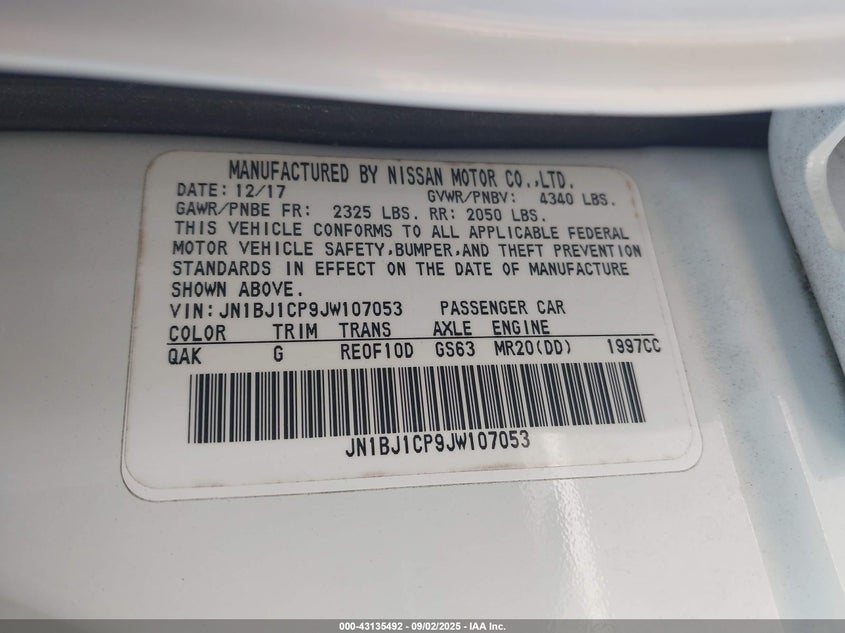 MANUFACTURED BY NISSAN MOTOR CO.,LTD.
DATE: 12/17 GVWR/PNBV: 4340 LBS.
GAWR/PNBE FR: 2325 LBS. RR: 2050 LBS.
THIS VEHICLE CONFORMS TO ALL APPLICABLE FEDERAL
MOTOR VEHICLE SAFETY,BUMPER,AND THEFT PREVENTION
STANDARDS IN EFFECT ON THE DATE OF MANUFACTURE
SHOWN ABOVE.
VIN:JN1BJ1CP9JW107053 PASSENGER CAR
COLOR TRIM TRANS AXLE ENGINE
QAK G RE0F10D GS63 MR20(DD) 1997CC
JN1BJ1CP9JW107053
000-43135492 - 09/02/2025 - IAA Inc.